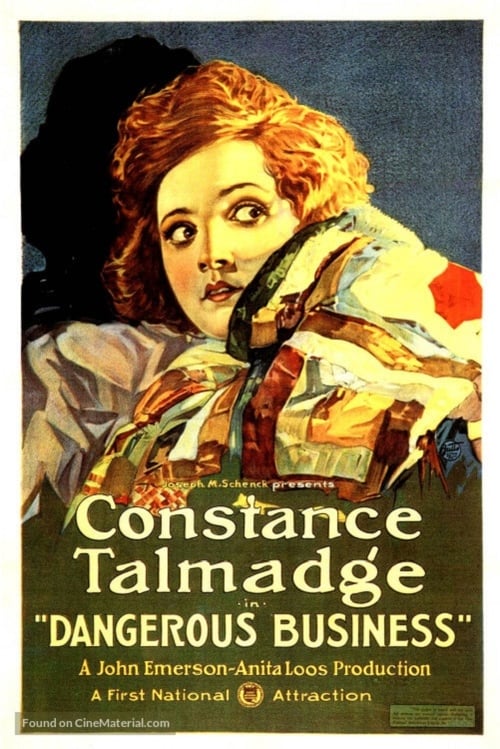 Joseph M. Schenck presents
Constance
Talmadge
·in·
"DANGEROUS BUSINESS"
A John Emerson-Anita Loos Production
A First National Attraction
Found on CineMaterial.com